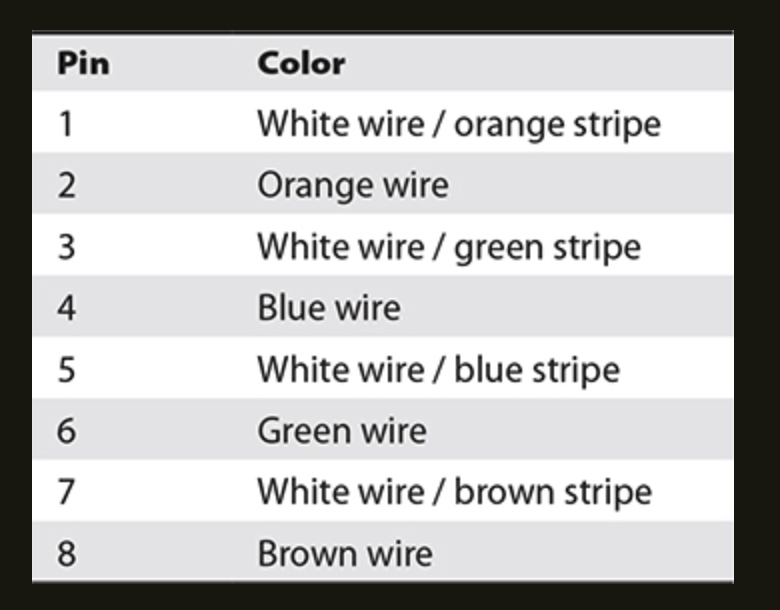 Pin Color
1 White wire / orange stripe
2 Orange wire
3 White wire / green stripe
4 Blue wire
5 White wire / blue stripe
6 Green wire
7 White wire / brown stripe
8 Brown wire